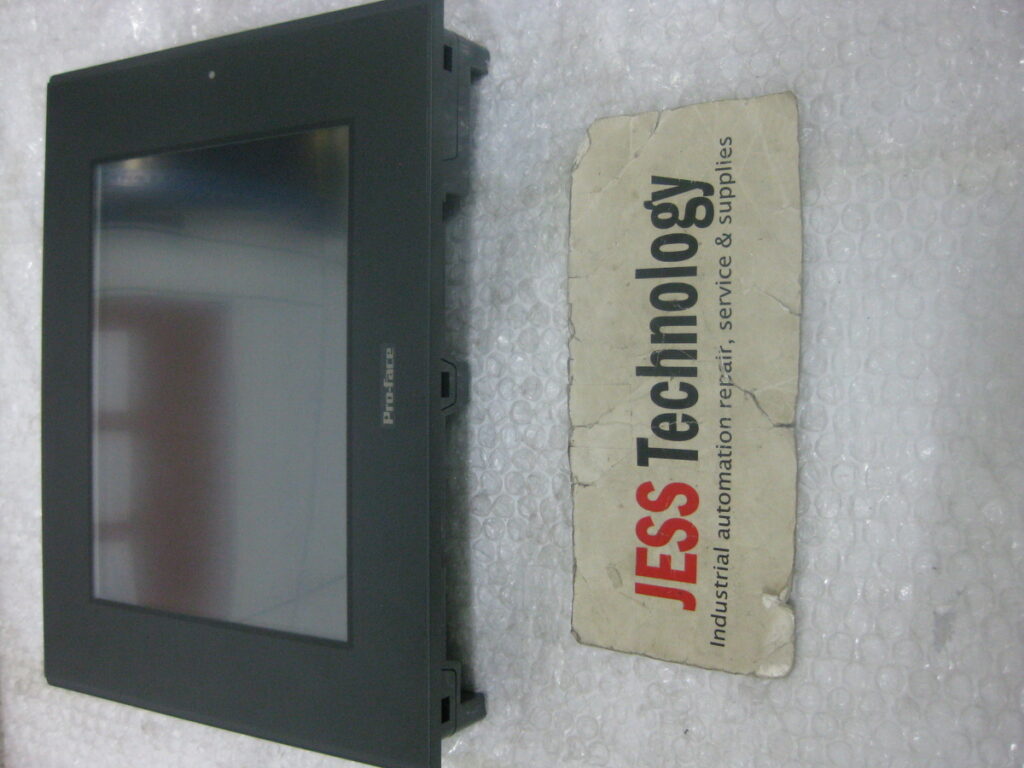 Pro-face
JESS Technology
Industrial automation repair, service & supplies